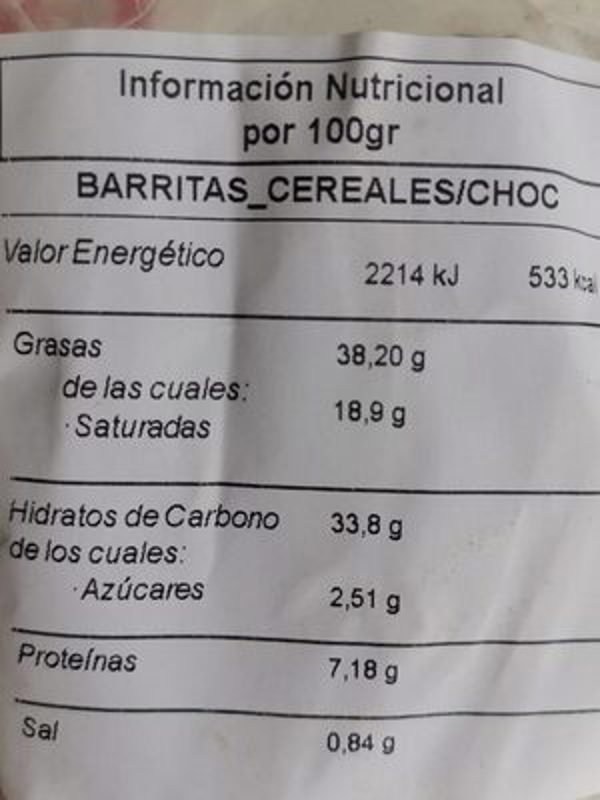 Información Nutricional
por 100gr
BARRITAS_CEREALES/CHOC
Valor Energético 2214 kJ 533 kcal
Grasas 38,20 g
de las cuales:
·Saturadas 18,9 g
Hidratos de Carbono 33,8 g
de los cuales:
·Azúcares 2,51 g
Proteínas 7,18 g
Sal 0,84 g